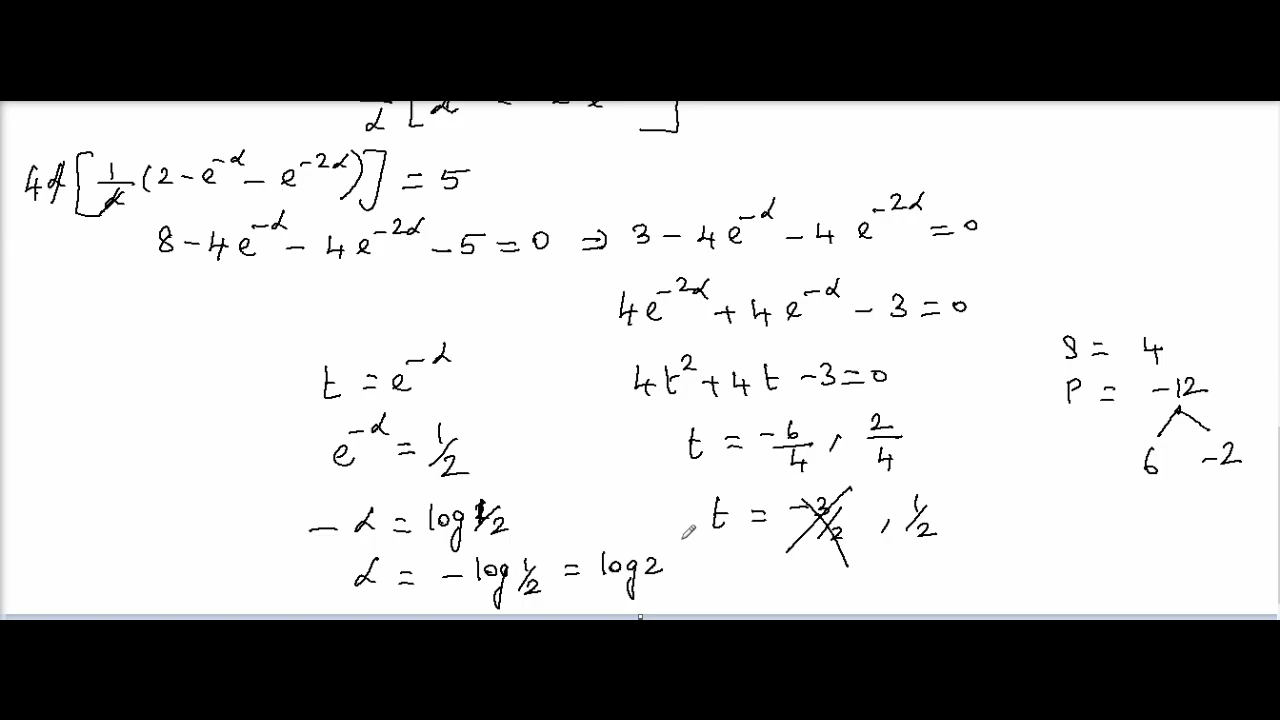 α [α - - e ]
4α[1/α (2 - e^-α - e^-2α)] = 5
8 - 4e^-α - 4e^-2α - 5 = 0 ⇒ 3 - 4e^-α - 4 e^-2α = 0
4e^-2α + 4e^-α - 3 = 0
t = e^-α
4t² + 4t - 3 = 0
S = 4
P = -12
6 -2
e^-α = 1/2
t = -6/4, 2/4
- α = log 1/2
t = -3/2, 1/2
α = - log 1/2 = log 2